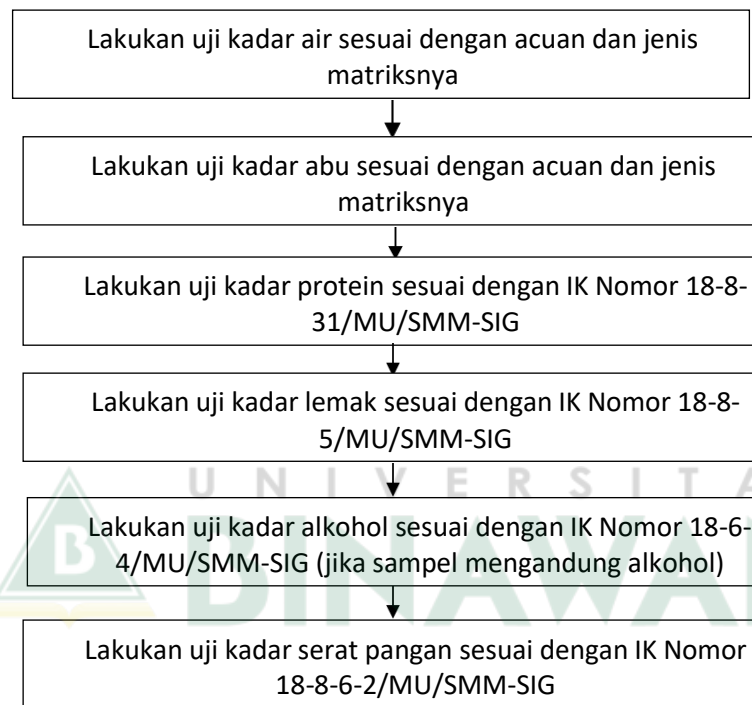 Lakukan uji kadar air sesuai dengan acuan dan jenis
matriksnya
Lakukan uji kadar abu sesuai dengan acuan dan jenis
matriksnya
Lakukan uji kadar protein sesuai dengan IK Nomor 18-8-
31/MU/SMM-SIG
Lakukan uji kadar lemak sesuai dengan IK Nomor 18-8-
5/MU/SMM-SIG
UNIVERSITA
Lakukan uji kadar alkohol sesuai dengan IK Nomor 18-6-
4/MU/SMM-SIG (jika sampel mengandung alkohol)
B BINAWA
Lakukan uji kadar serat pangan sesuai dengan IK Nomor
18-8-6-2/MU/SMM-SIG